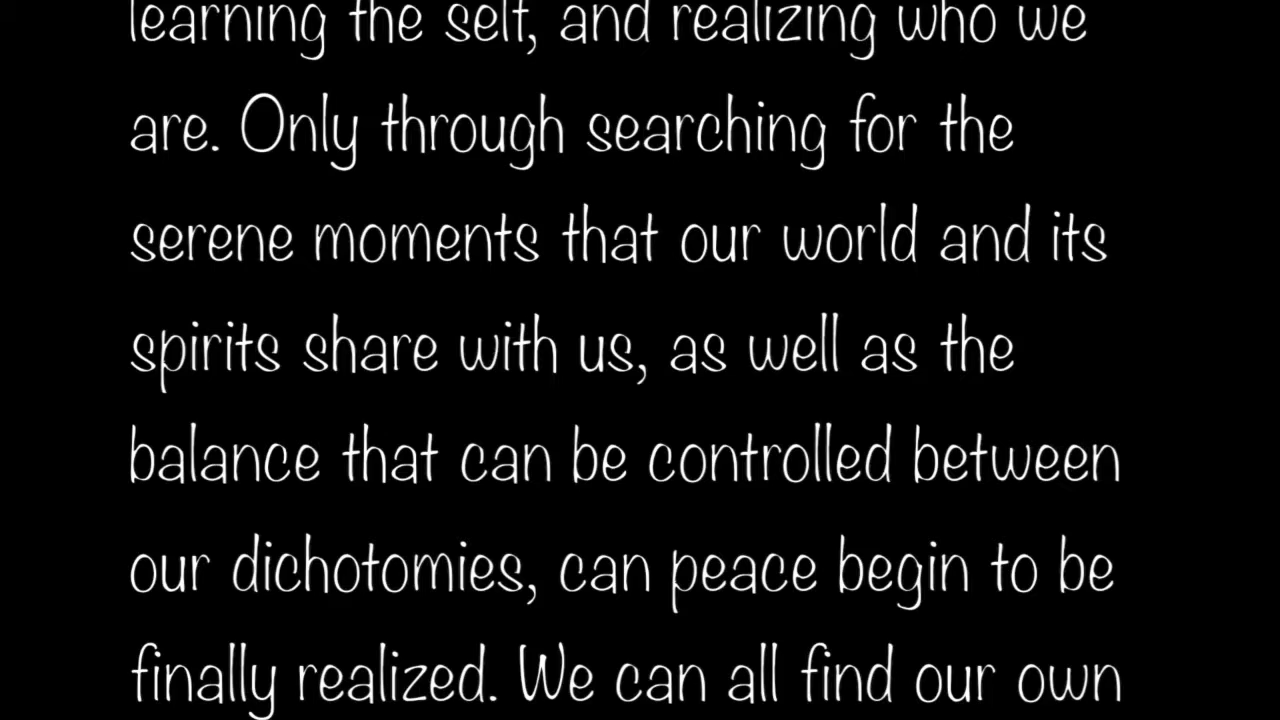 learning the self, and realizing who we
are. Only through searching for the
serene moments that our world and its
spirits share with us, as well as the
balance that can be controlled between
our dichotomies, can peace begin to be
finally realized. We can all find our own